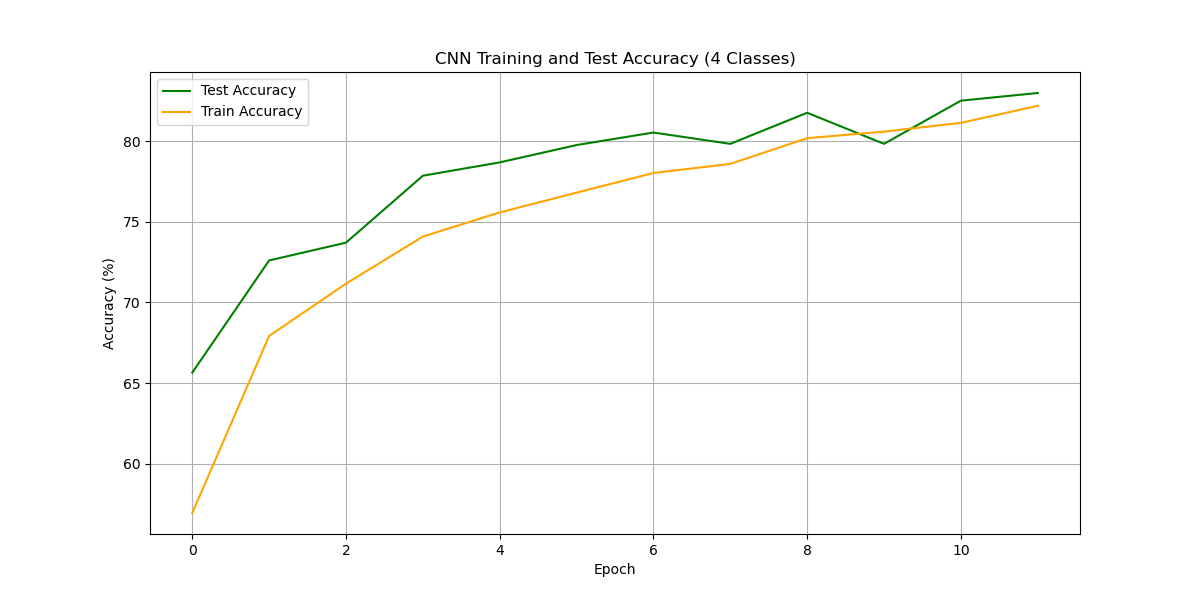 CNN Training and Test Accuracy (4 Classes)
Test Accuracy
Train Accuracy
Accuracy (%)
80
75
70
65
60
0 2 4 6 8 10
Epoch